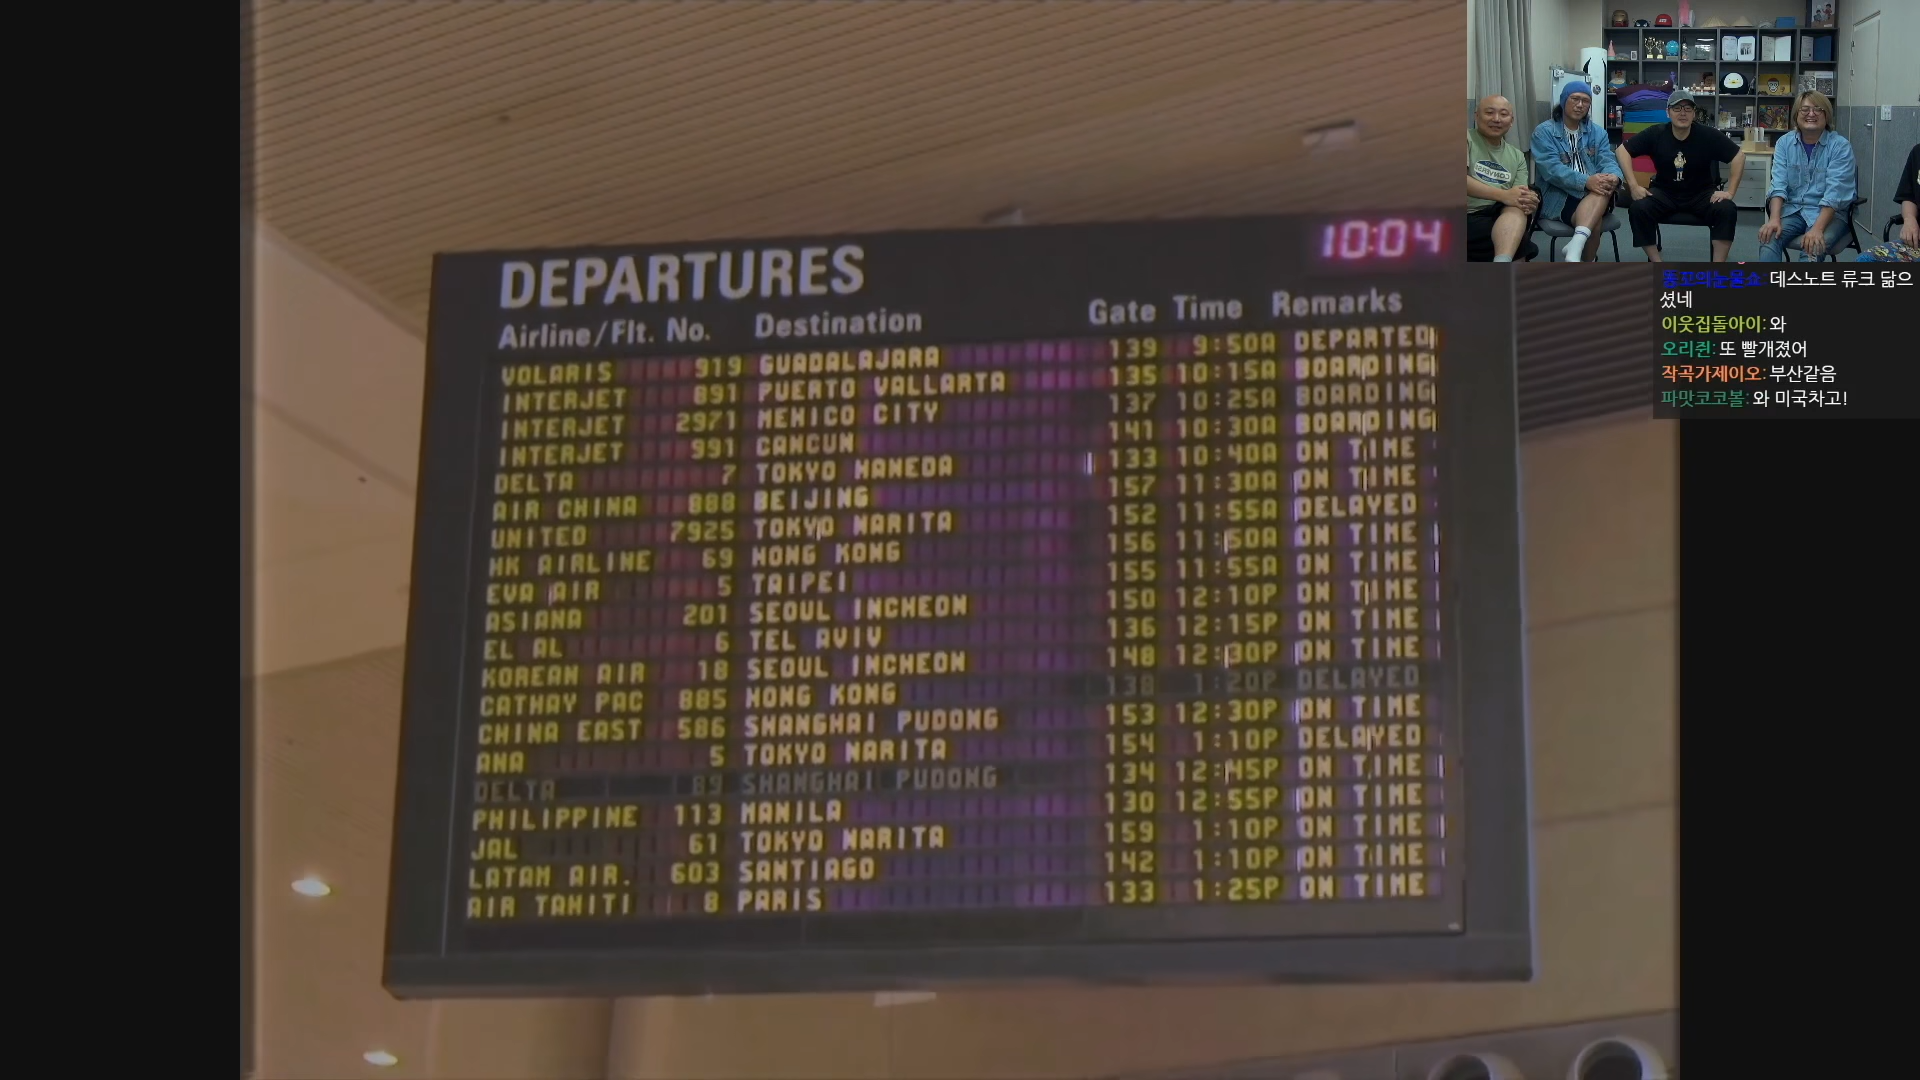 DEPARTURES 10:04
Airline/Flt. No. Destination Gate Time Remarks
VOLARIS 919 GUADALAJARA 139 9:50A DEPARTED
INTERJET 891 PUERTO VALLARTA 135 10:15A BOARDING
INTERJET 2971 MEXICO CITY 137 10:25A BOARDING
INTERJET 991 CANCUN 141 10:30A BOARDING
DELTA 7 TOKYO HANEDA 133 10:40A ON TIME
AIR CHINA 888 BEIJING 157 11:30A ON TIME
UNITED 7925 TOKYO NARITA 152 11:55A DELAYED
HK AIRLINE 69 HONG KONG 156 11:50A ON TIME
EVA AIR 5 TAIPEI 155 11:55A ON TIME
ASIANA 201 SEOUL INCHEON 150 12:10P ON TIME
EL AL 6 TEL AVIV 136 12:15P ON TIME
KOREAN AIR 18 SEOUL INCHEON 148 12:30P ON TIME
CATHAY PAC 885 HONG KONG 138 1:20P DELAYED
CHINA EAST 586 SHANGHAI PUDONG 153 12:30P ON TIME
ANA 5 TOKYO NARITA 154 1:10P DELAYED
DELTA 89 SHANGHAI PUDONG 134 12:45P ON TIME
PHILIPPINE 113 MANILA 130 12:55P ON TIME
JAL 61 TOKYO NARITA 159 1:10P ON TIME
LATAM AIR. 603 SANTIAGO 142 1:10P ON TIME
AIR TAHITI 8 PARIS 133 1:25P ON TIME
데스노트 류크 닮으
셨네
이웃집돌아이: 와
오리쥔: 또 빨개졌어
작곡가제이오: 부산같음
파맛코코볼: 와 미국차고!